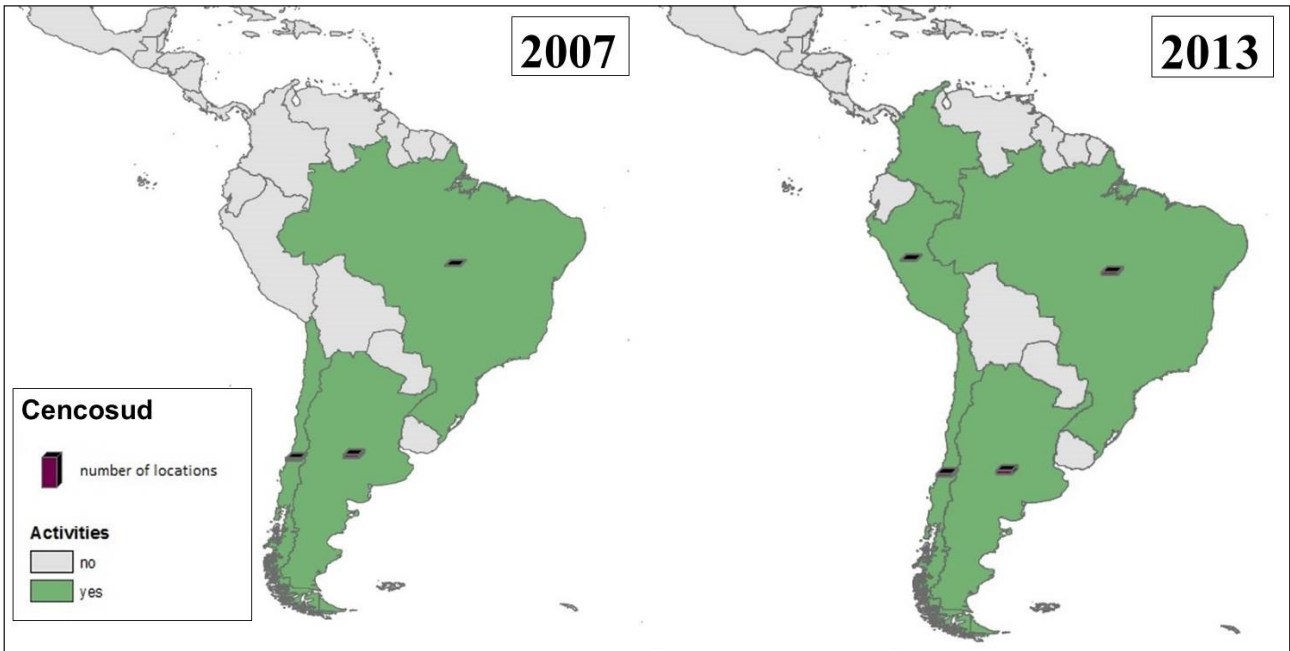 2007
2013
Cencosud
number of locations
Activities
no
yes